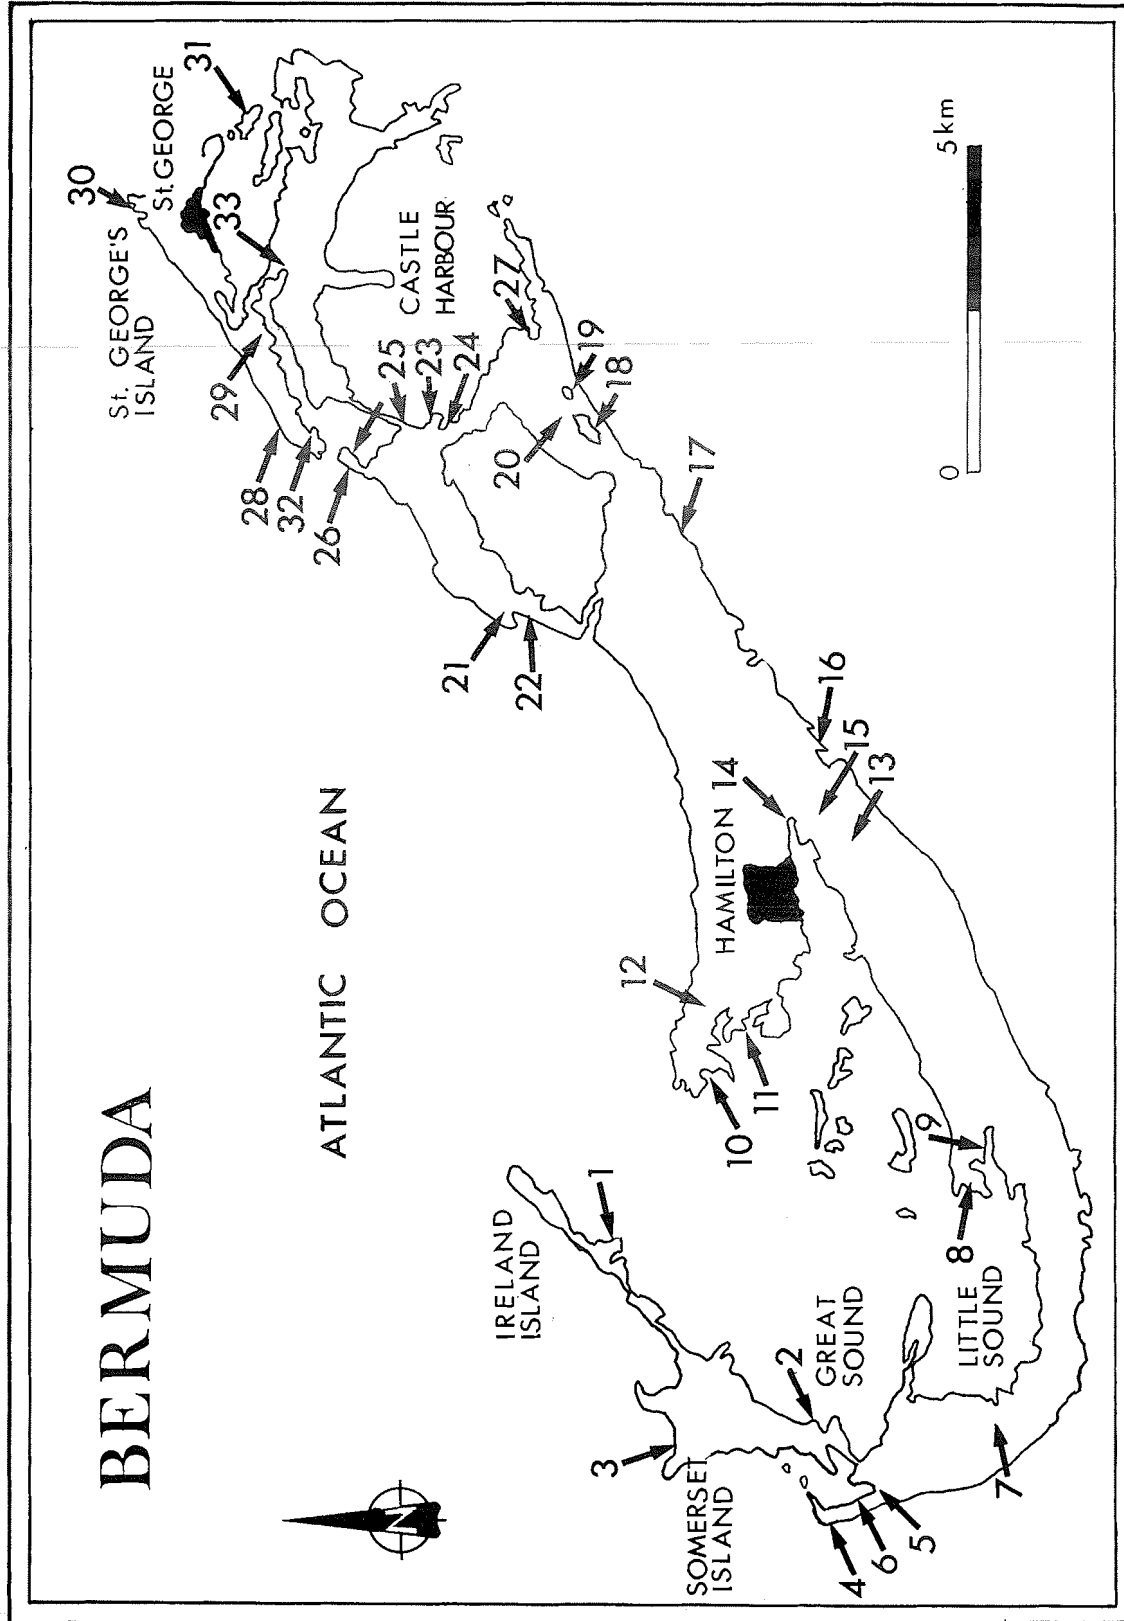 BERMUDA
ATLANTIC OCEAN
St. GEORGE'S
ISLAND
St. GEORGE
CASTLE
HARBOUR
HAMILTON
IRELAND
ISLAND
SOMERSET
ISLAND
GREAT
SOUND
LITTLE
SOUND
N
0
5 km
1
2
3
4
5
6
7
8
9
10
11
12
13
14
15
16
17
18
19
20
21
22
23
24
25
26
27
28
29
30
31
32
33